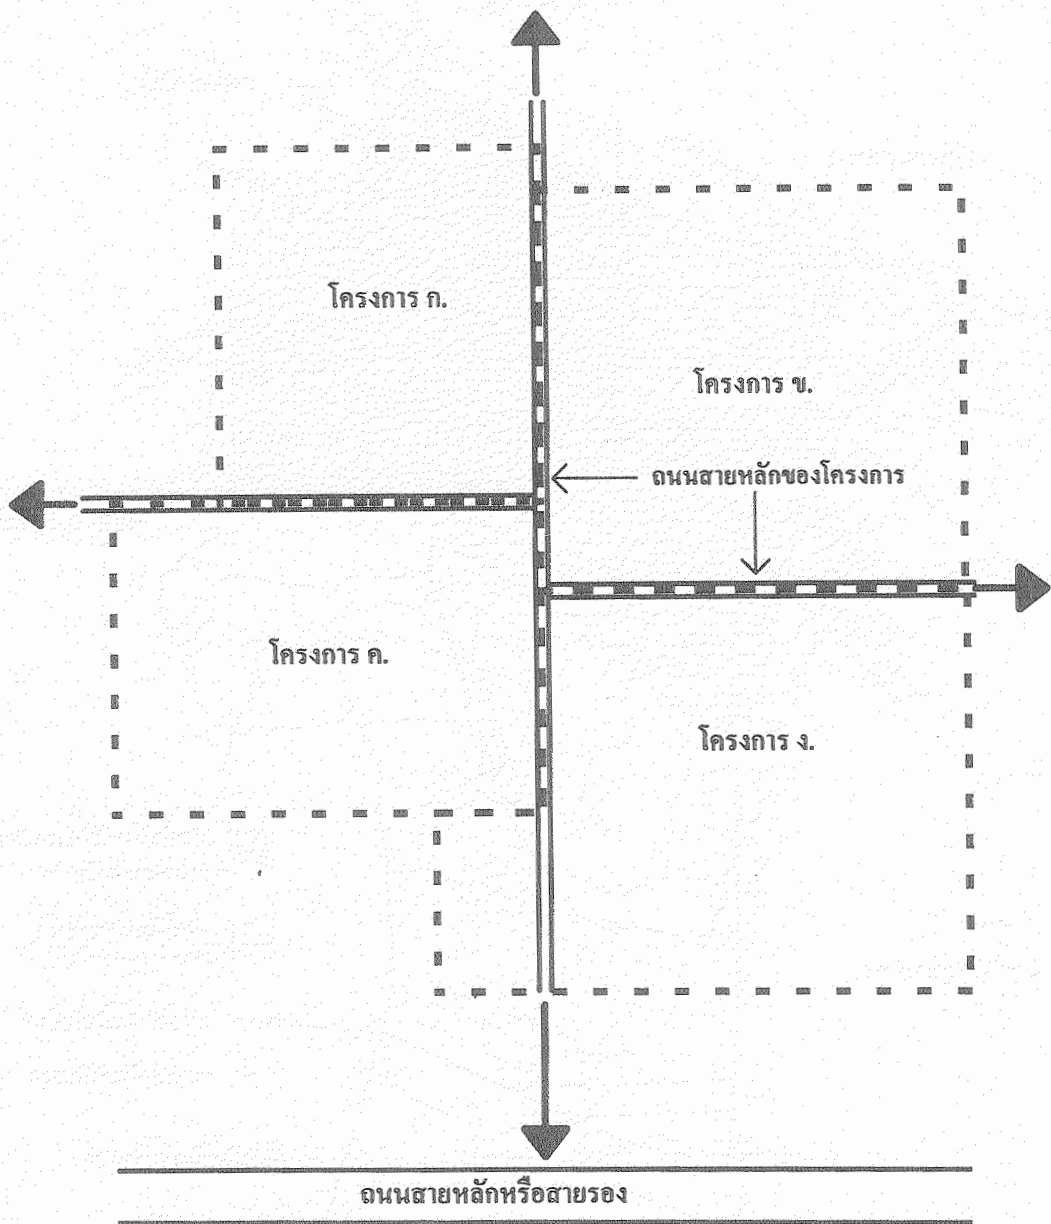 โครงการ ก.
โครงการ ข.
ถนนสายหลักของโครงการ
โครงการ ค.
โครงการ ง.
ถนนสายหลักหรือสายรอง